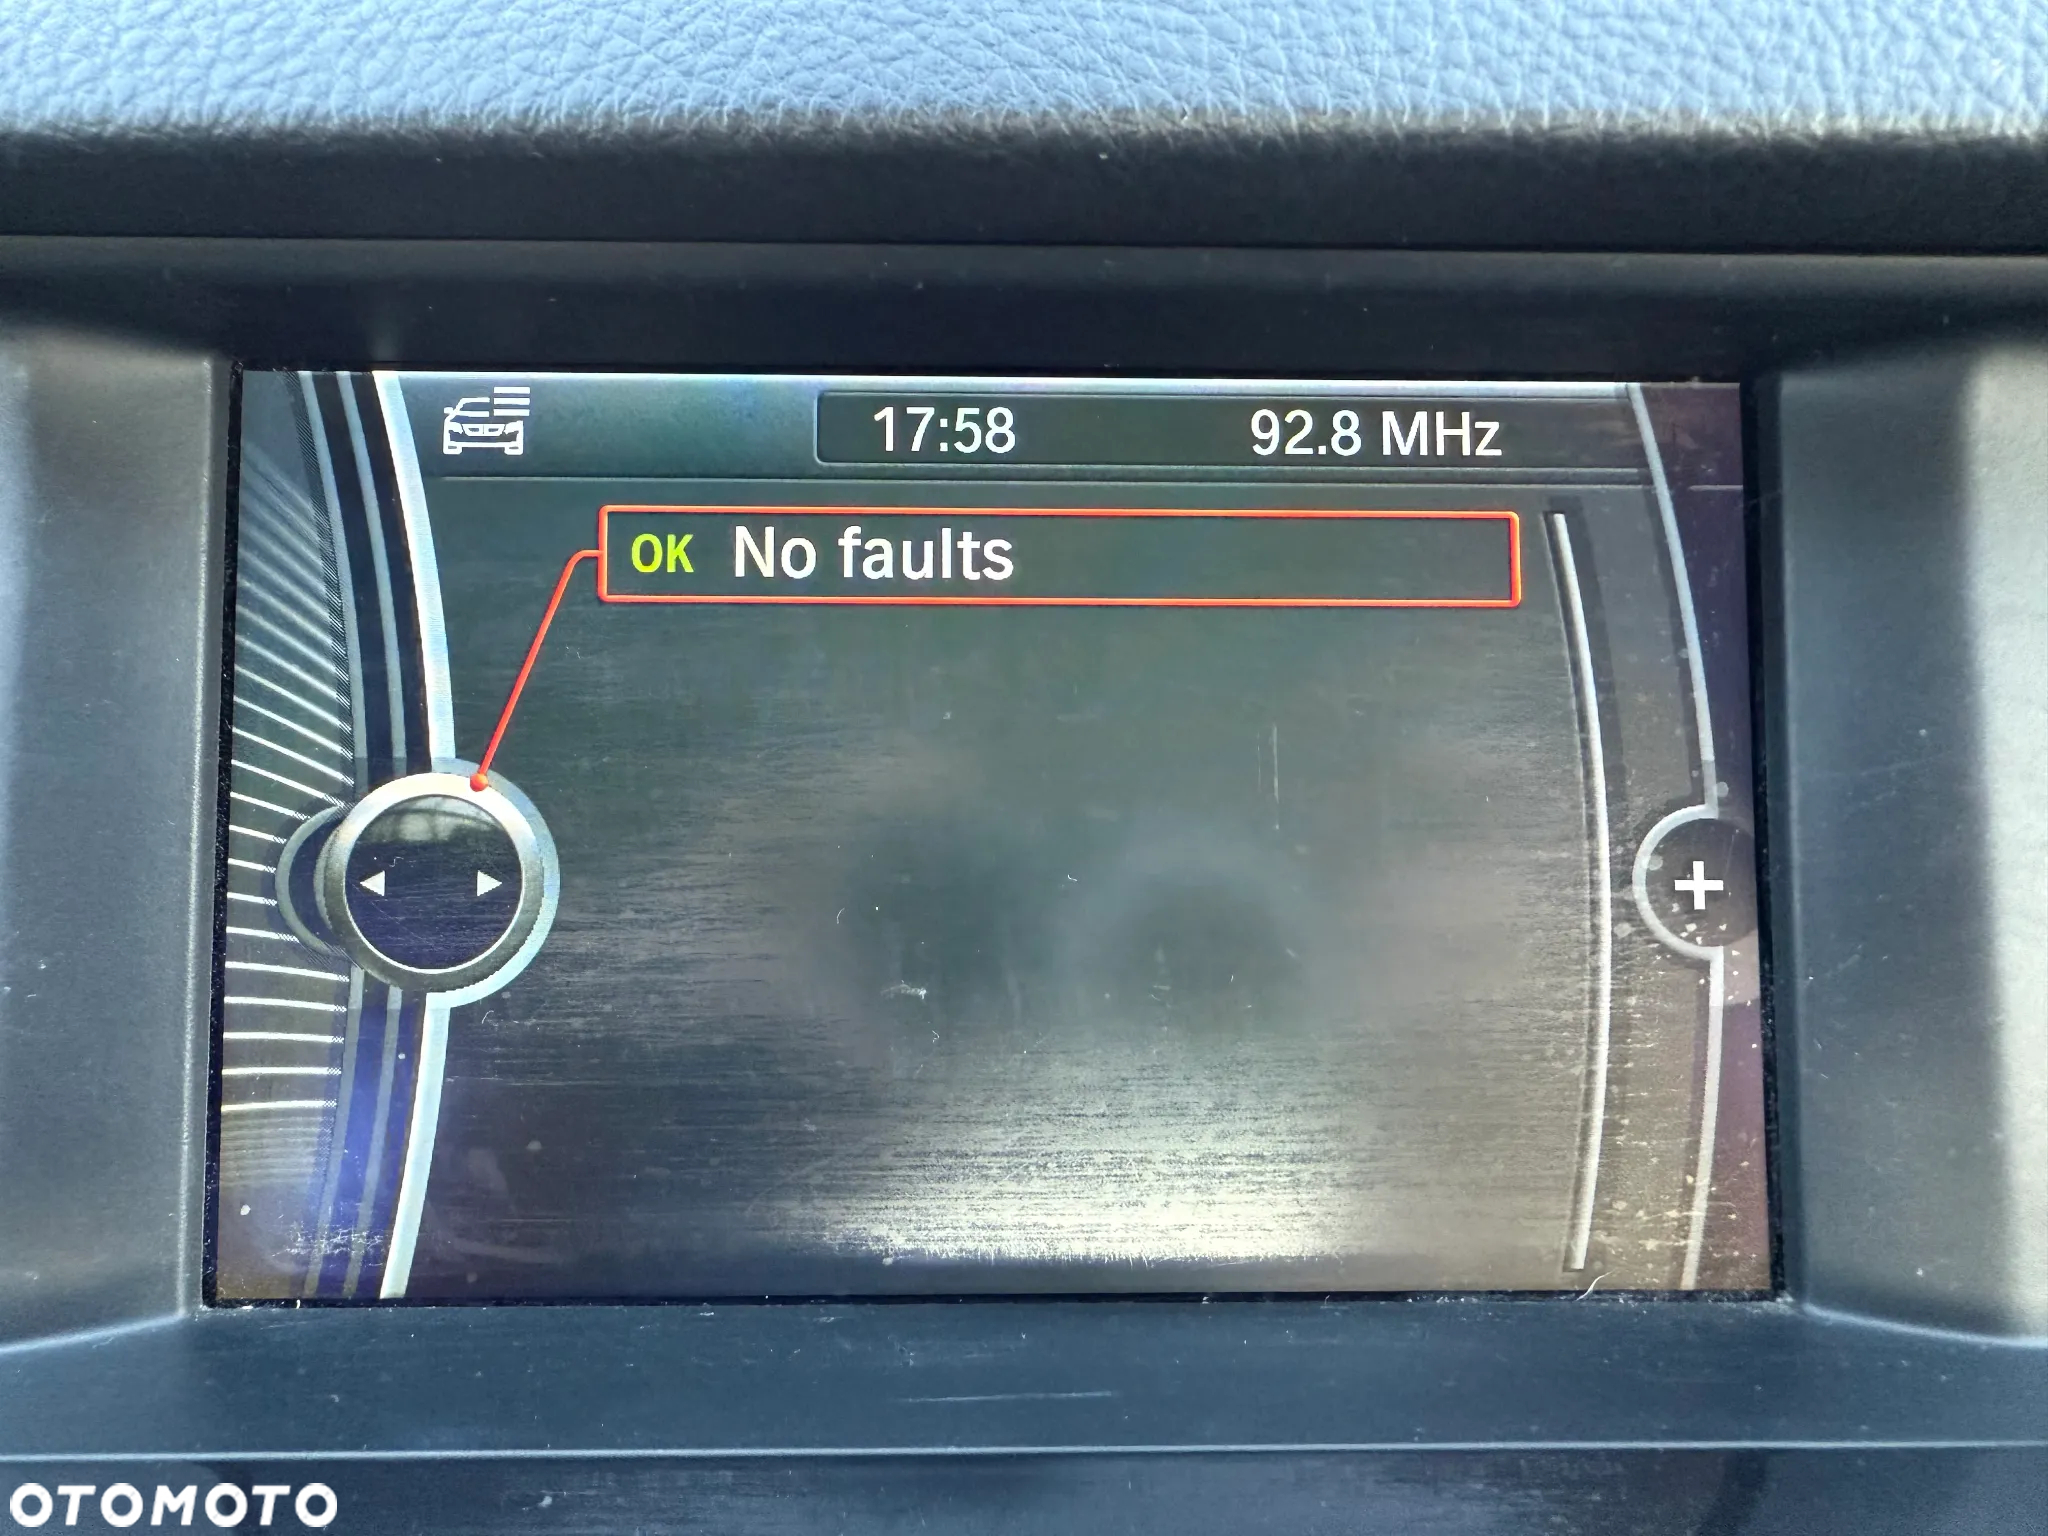 17:58 92.8 MHz
OK No faults
OTOMOTO